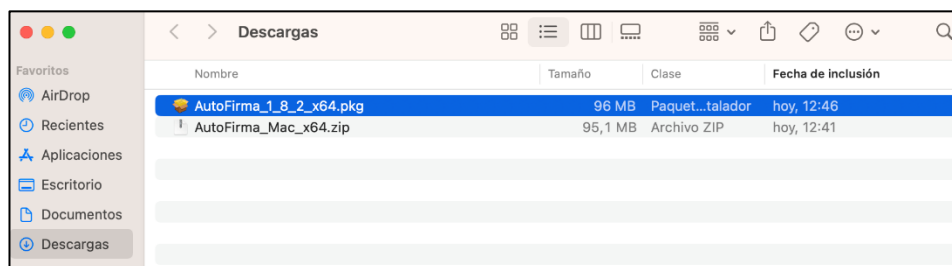 Descargas
Favoritos
AirDrop
Recientes
Aplicaciones
Escritorio
Documentos
Descargas
Nombre Tamaño Clase Fecha de inclusión
AutoFirma_1_8_2_x64.pkg 96 MB Paquet...talador hoy, 12:46
AutoFirma_Mac_x64.zip 95,1 MB Archivo ZIP hoy, 12:41